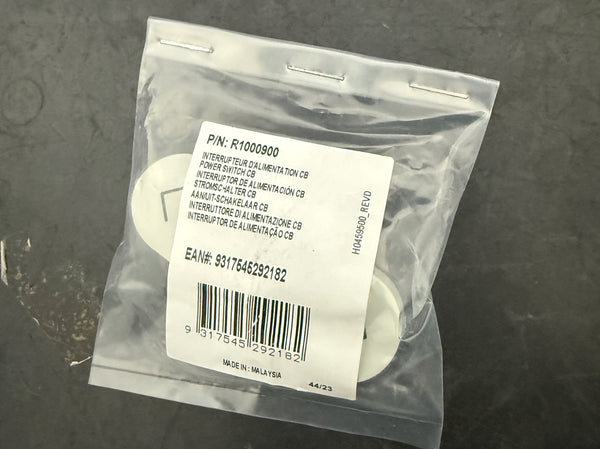 P/N: R1000900
INTERRUPTEUR D'ALIMENTATION CB
POWER SWITCH CB
INTERRUPTOR DE ALIMENTACIÓN CB
STROMSCHALTER CB
AAN/UIT-SCHAKELAAR CB
INTERRUTTORE DI ALIMENTAZIONE CB
INTERRUPTOR DE ALIMENTAÇÃO CB
H0459500_REVD
EAN#: 9317545292182
9 317545 292182
MADE IN : MALAYSIA
44/23